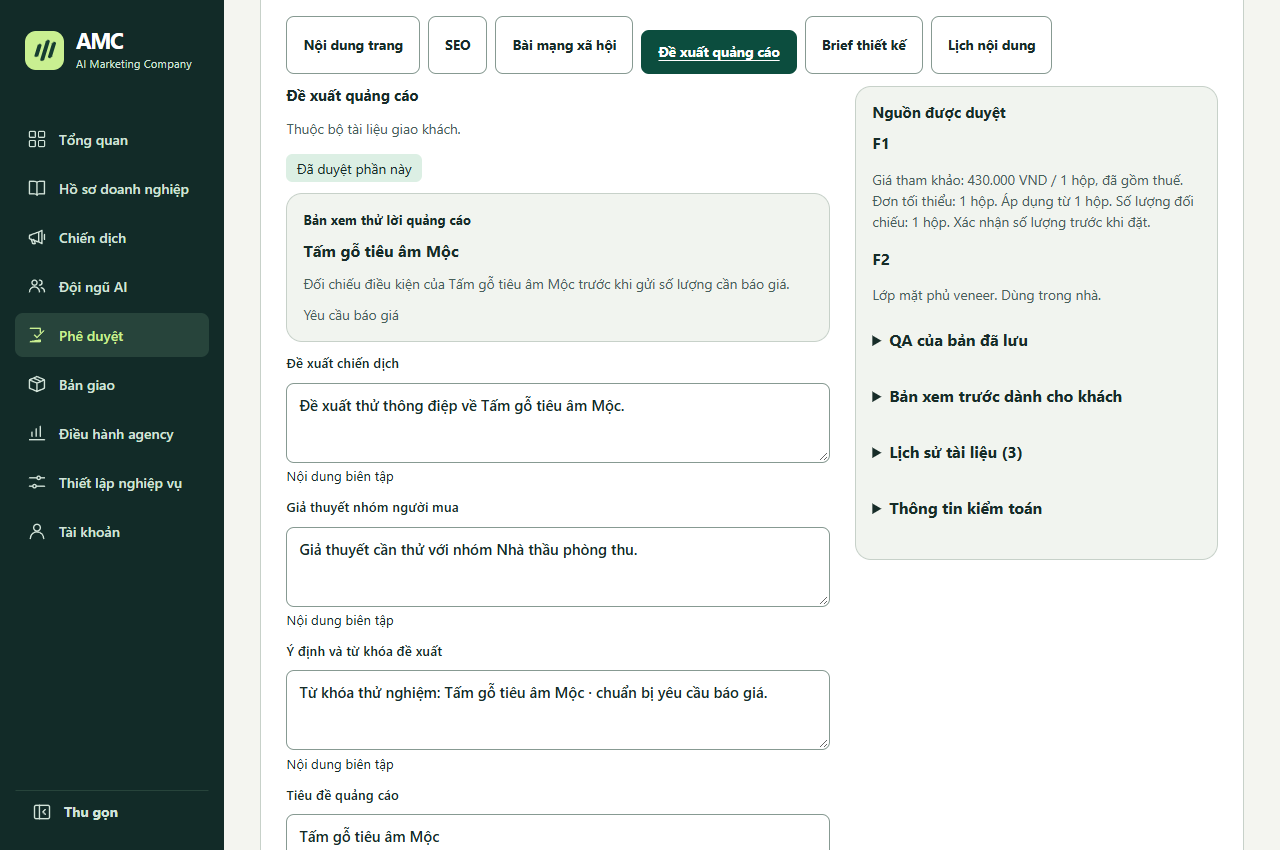 AMC
AI Marketing Company
Tổng quan
Hồ sơ doanh nghiệp
Chiến dịch
Đội ngũ AI
Phê duyệt
Bản giao
Điều hành agency
Thiết lập nghiệp vụ
Tài khoản
Thu gọn
Nội dung trang
SEO
Bài mạng xã hội
Đề xuất quảng cáo
Brief thiết kế
Lịch nội dung
Đề xuất quảng cáo
Thuộc bộ tài liệu giao khách.
Đã duyệt phần này
Bản xem thử lời quảng cáo
Tấm gỗ tiêu âm Mộc
Đối chiếu điều kiện của Tấm gỗ tiêu âm Mộc trước khi gửi số lượng cần báo giá.
Yêu cầu báo giá
Đề xuất chiến dịch
Đề xuất thử thông điệp về Tấm gỗ tiêu âm Mộc.
Nội dung biên tập
Giả thuyết nhóm người mua
Giả thuyết cần thử với nhóm Nhà thầu phòng thu.
Nội dung biên tập
Ý định và từ khóa đề xuất
Từ khóa thử nghiệm: Tấm gỗ tiêu âm Mộc · chuẩn bị yêu cầu báo giá.
Nội dung biên tập
Tiêu đề quảng cáo
Tấm gỗ tiêu âm Mộc
Nguồn được duyệt
F1
Giá tham khảo: 430.000 VND / 1 hộp, đã gồm thuế.
Đơn tối thiểu: 1 hộp. Áp dụng từ 1 hộp. Số lượng đối
chiếu: 1 hộp. Xác nhận số lượng trước khi đặt.
F2
Lớp mặt phủ veneer. Dùng trong nhà.
QA của bản đã lưu
Bản xem trước dành cho khách
Lịch sử tài liệu (3)
Thông tin kiểm toán